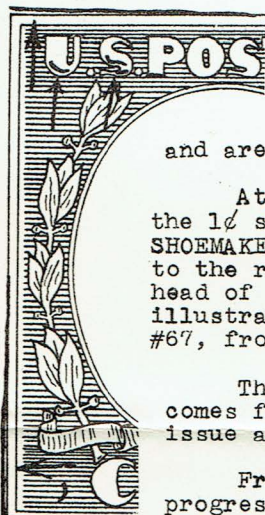 U.S.POS
and are
At
the 1¢ s
SHOEMAKE
to the r
head of
illustra
#67, fro
Th
comes f
issue a
Fr
progres